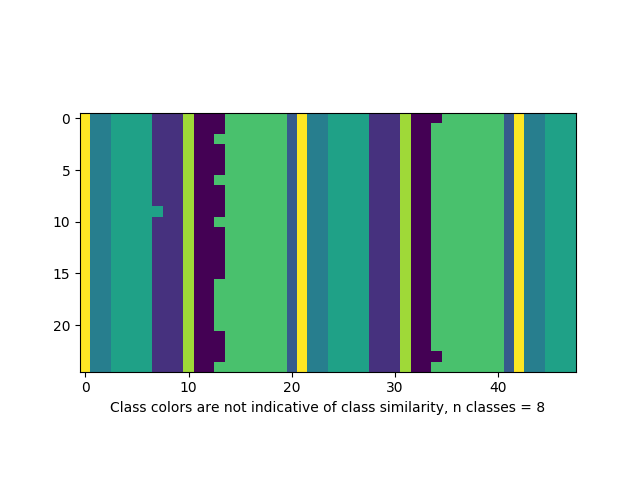 0
5
10
15
20
0 10 20 30 40
Class colors are not indicative of class similarity, n classes = 8